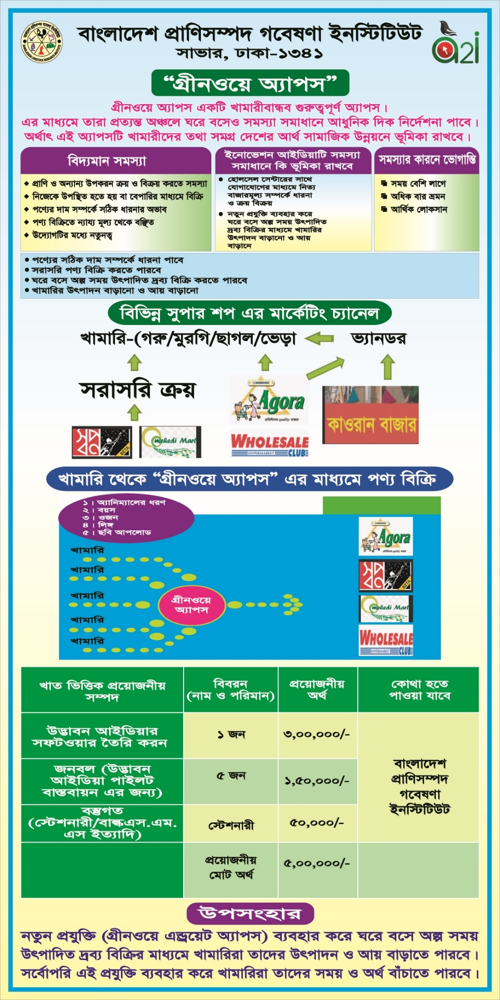 বাংলাদেশ প্রাণিসম্পদ গবেষণা ইনস্টিটিউট
সাভার, ঢাকা-১৩৪১
a2i
“গ্রীনওয়ে অ্যাপস”
গ্রীনওয়ে অ্যাপস একটি খামারীবান্ধব গুরুত্বপূর্ণ অ্যাপস।
এর মাধ্যমে তারা প্রত্যন্ত অঞ্চলে ঘরে বসেও সমস্যা সমাধানে আধুনিক দিক নির্দেশনা পাবে।
অর্থাৎ এই অ্যাপসটি খামারীদের তথা সমগ্র দেশের আর্থ সামাজিক উন্নয়নে ভূমিকা রাখবে।
বিদ্যমান সমস্যা
◆ প্রাণি ও অন্যান্য উপকরন ক্রয় ও বিক্রয় করতে সমস্যা
◆ নিজেকে উপস্থিত হতে হয় বা বেপারির মাধ্যমে বিক্রি
◆ পণ্যের দাম সম্পর্কে সঠিক ধারনার অভাব
◆ পণ্য বিক্রিতে ন্যায্য মূল্য থেকে বঞ্ছিত
◆ উদ্যোগটির মধ্যে নতুনত্ব
ইনোভেশন আইডিয়াটি সমস্যা
সমাধানে কি ভূমিকা রাখবে
● হোলসেল সেন্টারের সাথে
যোগাযোগের মাধ্যমে নিত্য
বাজারমূল্য সম্পর্কে ধারনা
ও ক্রয় বিক্রয়
● নতুন প্রযুক্তি ব্যবহার করে
ঘরে বসে অল্প সময় উৎপাদিত
দ্রব্য বিক্রির মাধ্যমে খামারির
উৎপাদন বাড়ানো ও আয়
বাড়ানে
সমস্যার কারনে ভোগান্তি
সময় বেশি লাগে
অধিক বার ভ্রমন
আর্থিক লোকসান
● পণ্যের সঠিক দাম সম্পর্কে ধারনা পাবে
● সরাসরি পণ্য বিক্রি করতে পারবে
● ঘরে বসে অল্প সময় উৎপাদিত দ্রব্য বিক্রি করতে পারবে
● খামারির উৎপাদন বাড়ানো ও আয় বাড়ানো
বিভিন্ন সুপার শপ এর মার্কেটিং চ্যানেল
খামারি-(গরু/মুরগি/ছাগল/ভেড়া
ভ্যানডর
সরাসরি ক্রয়
Agora
প্রতিদিনের quality বাজার
কাওরান বাজার
স্বপ্ন
BETA
mehedi Mart
WHOLESALE
HYPERMARKET CLUB
খামারি থেকে “গ্রীনওয়ে অ্যাপস” এর মাধ্যমে পণ্য বিক্রি
১। অ্যানিম্যালের ধরণ
২। বয়স
৩। ওজন
৪। লিঙ্গ
৫। ছবি আপলোড
খামারি
খামারি
খামারি
খামারি
খামারি
গ্রীনওয়ে
অ্যাপস
Agora
প্রতিদিনের quality বাজার
স্বপ্ন
BETA
mehedi Mart
WHOLESALE
HYPERMARKET CLUB
খাত ভিত্তিক প্রয়োজনীয়
সম্পদ
বিবরন
(নাম ও পরিমান)
প্রয়োজনীয়
অর্থ
কোথা হতে
পাওয়া যাবে
উদ্ভাবন আইডিয়ার
সফটওয়ার তৈরি করন
১ জন
৩,০০,০০০/-
জনবল (উদ্ভাবন
আইডিয়া পাইলট
বাস্তবায়ন এর জন্য)
৫ জন
১,৫০,০০০/-
বস্তুগত
(স্টেশনারী/বাল্কএস.এম.
এস ইত্যাদি)
স্টেশনারী
৫০,০০০/-
বাংলাদেশ
প্রাণিসম্পদ
গবেষণা
ইনস্টিটিউট
প্রয়োজনীয়
মোট অর্থ
৫,০০,০০০/-
উপসংহার
নতুন প্রযুক্তি (গ্রীনওয়ে এন্ড্রয়েট অ্যাপস) ব্যবহার করে ঘরে বসে অল্প সময়
উৎপাদিত দ্রব্য বিক্রির মাধ্যমে খামারিরা তাদের উৎপাদন ও আয় বাড়াতে পারবে।
সর্বোপরি এই প্রযুক্তি ব্যবহার করে খামারিরা তাদের সময় ও অর্থ বাঁচাতে পারবে।